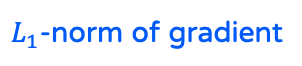 L₁-norm of gradient